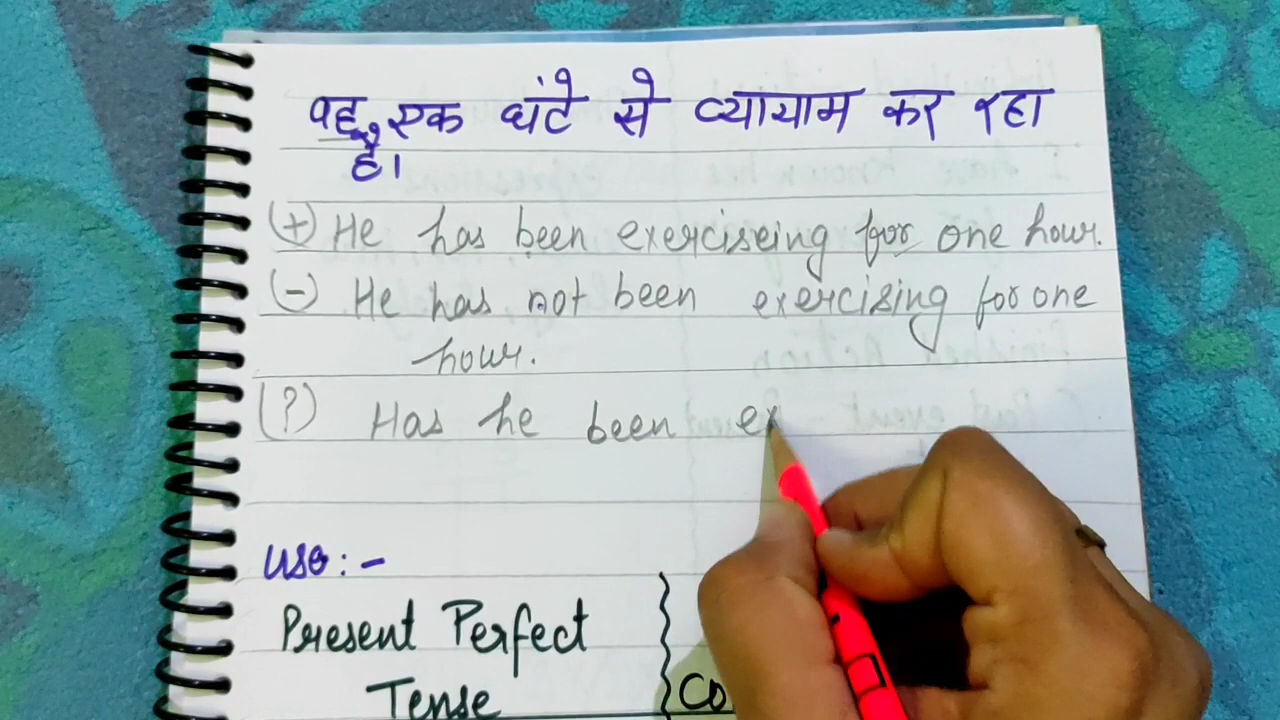 वह एक घंटे से व्यायाम कर रहा
है।
(+) He has been exerciseing for one hour.
(-) He has not been exercising for one
hour.
(?) Has he been ex
use :-
Present Perfect
Tense
Co